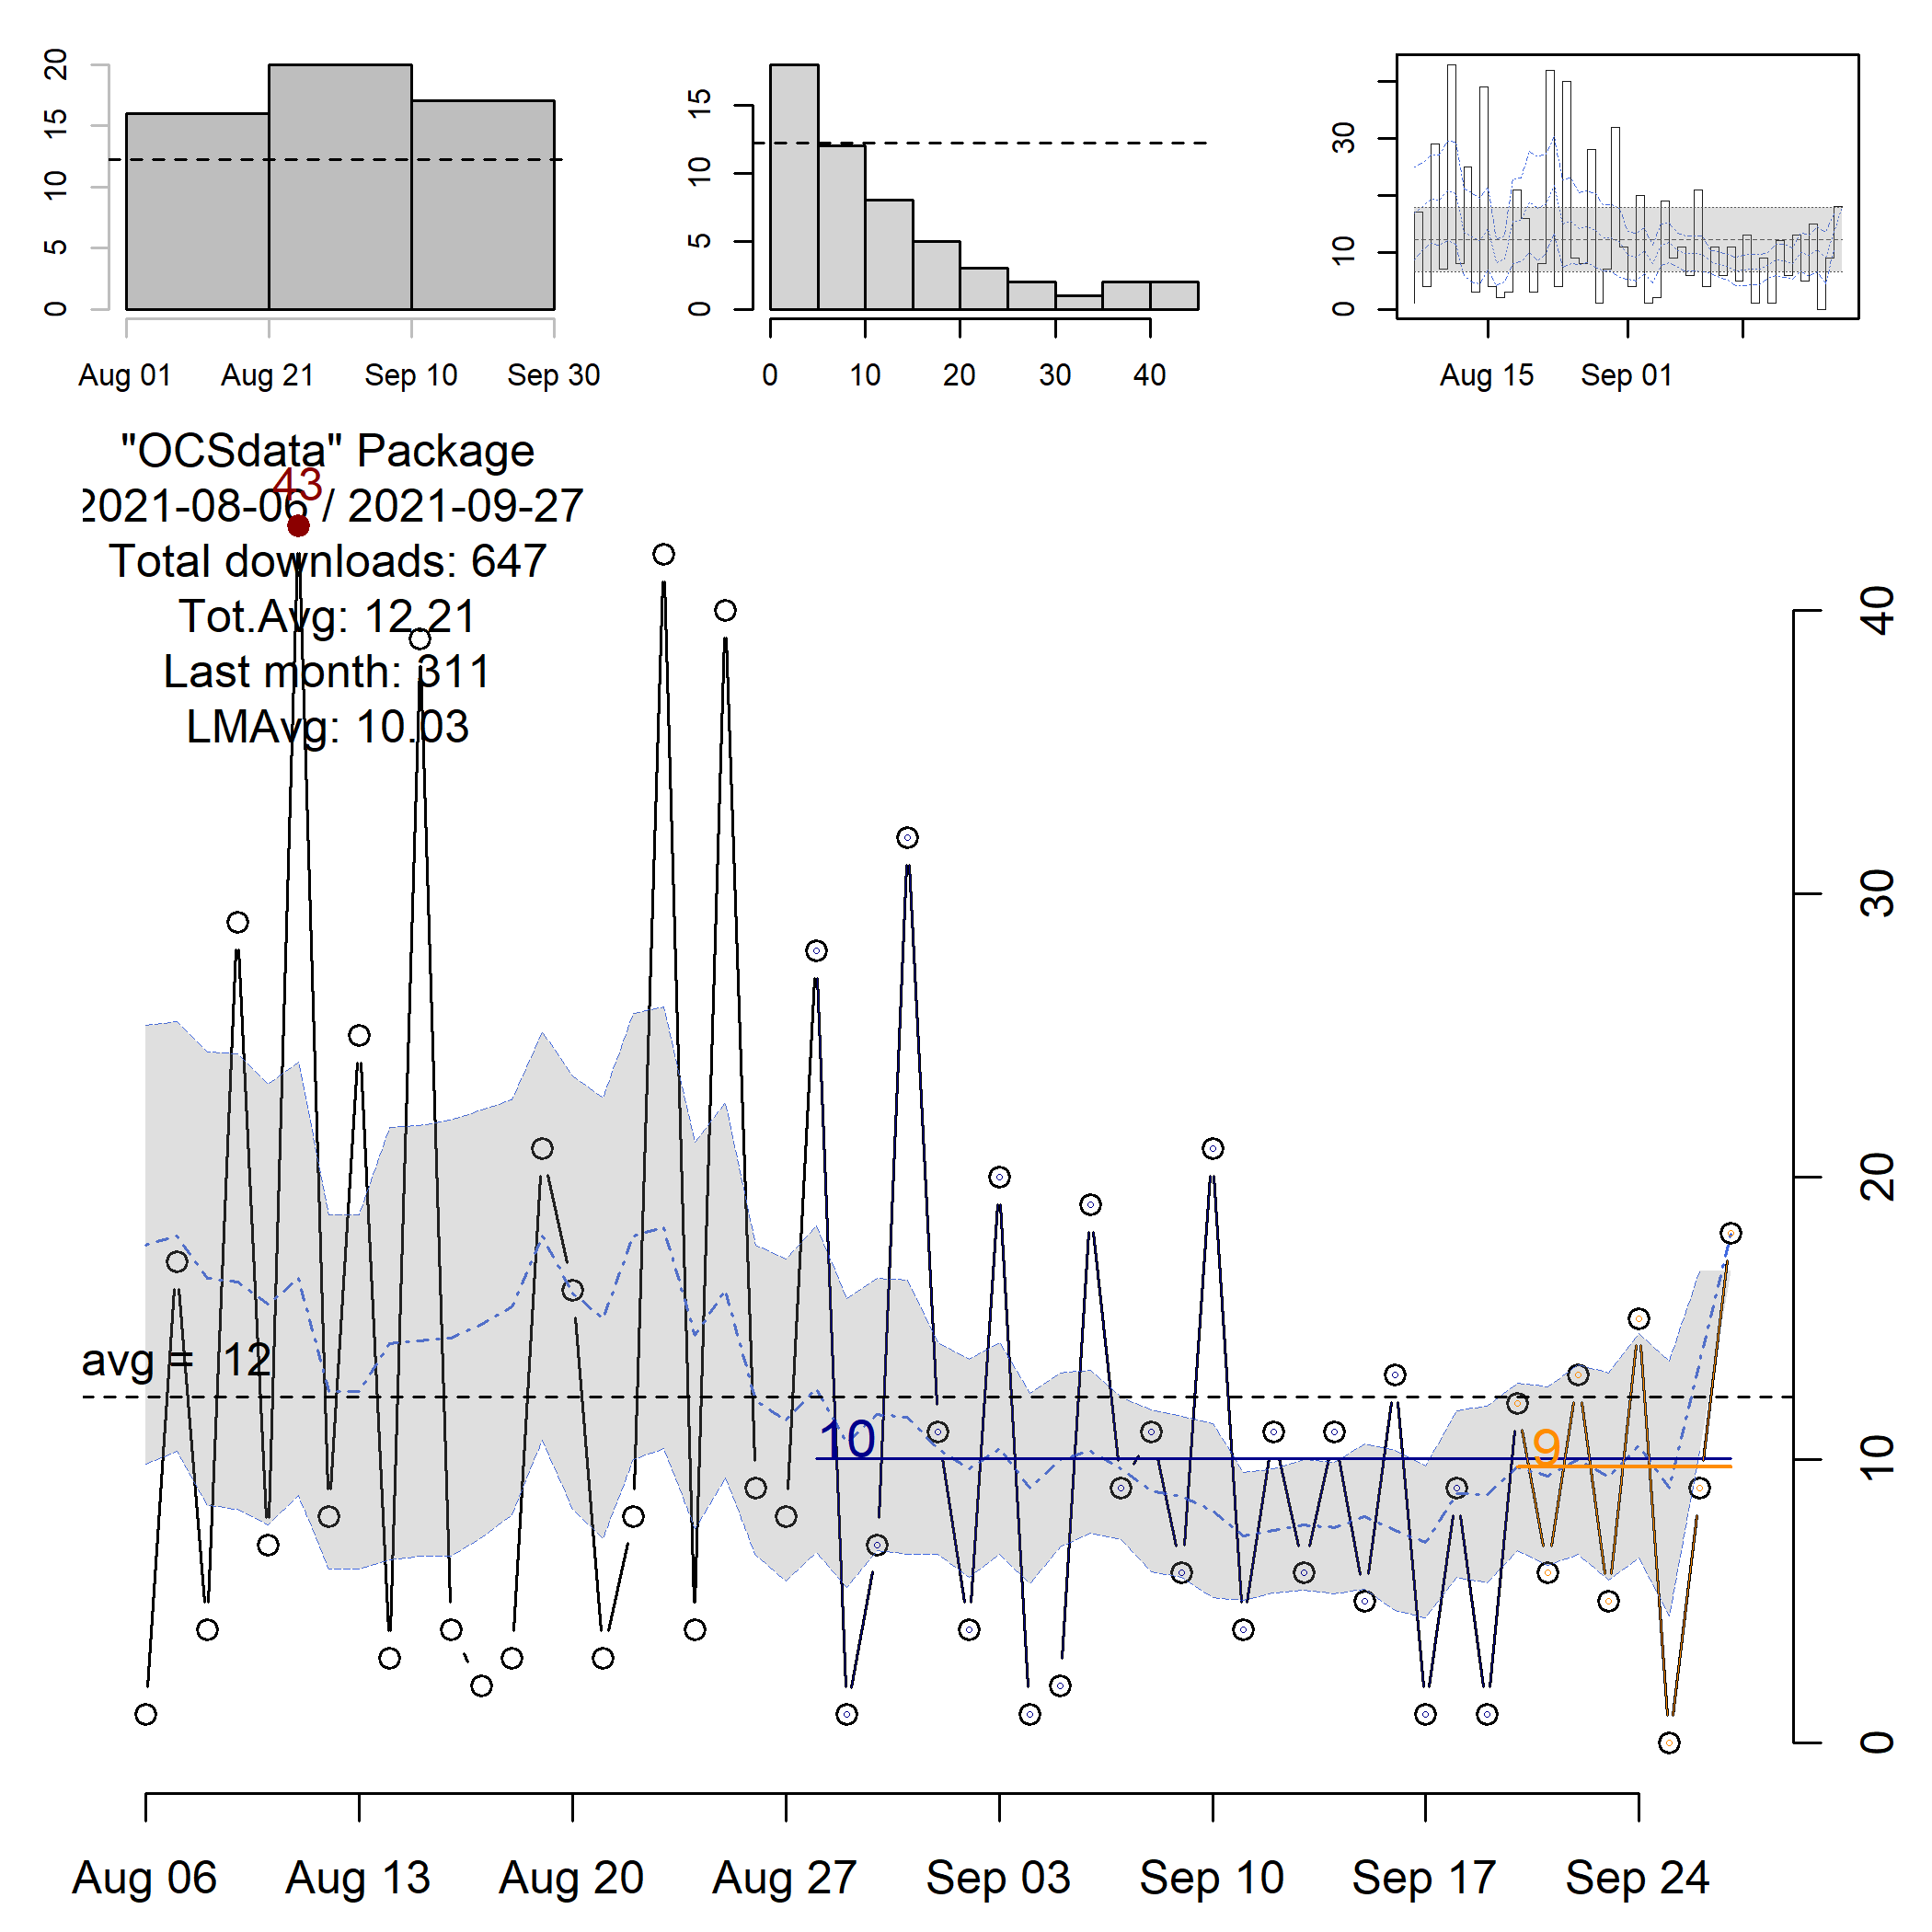 20
15
10
5
0
Aug 01 Aug 21 Sep 10 Sep 30
15
10
5
0
0 10 20 30 40
30
10
0
Aug 15 Sep 01
"OCSdata" Package
43
2021-08-06 / 2021-09-27
Total downloads: 647
Tot.Avg: 12.21
Last month: 311
LMAvg: 10.03
avg = 12
10
9
40
30
20
10
0
Aug 06 Aug 13 Aug 20 Aug 27 Sep 03 Sep 10 Sep 17 Sep 24